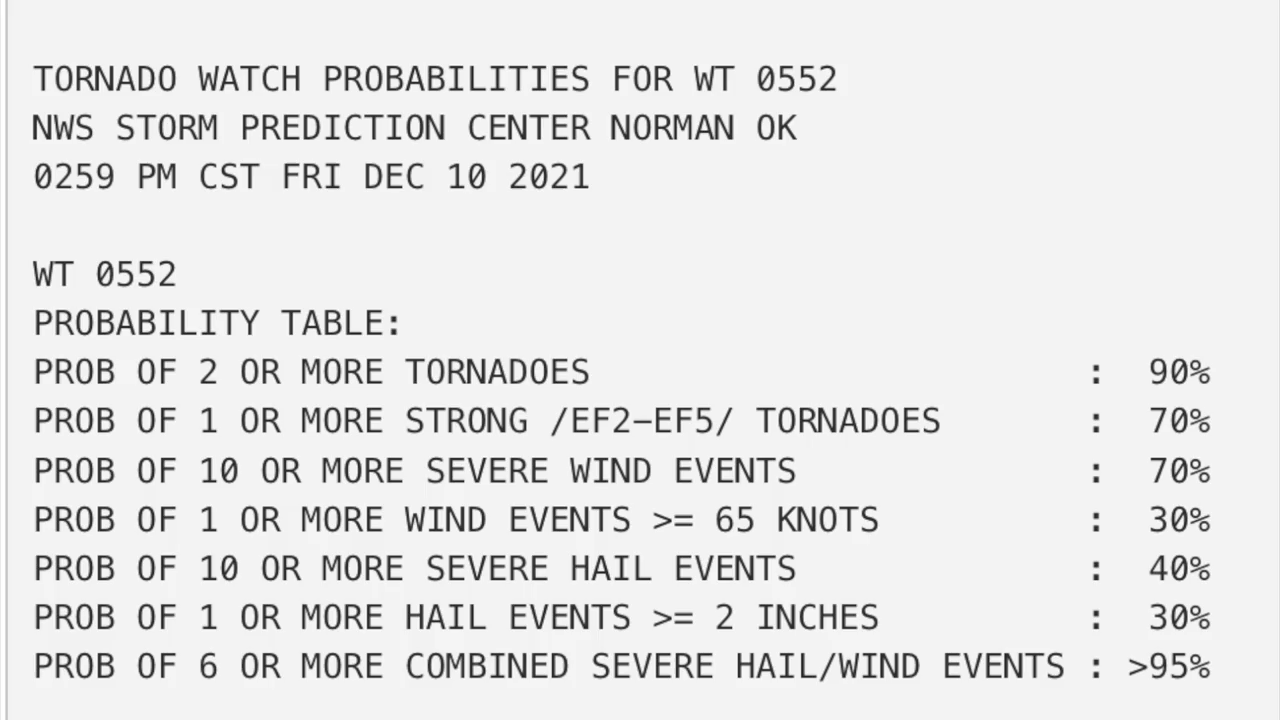 TORNADO WATCH PROBABILITIES FOR WT 0552
NWS STORM PREDICTION CENTER NORMAN OK
0259 PM CST FRI DEC 10 2021
WT 0552
PROBABILITY TABLE:
PROB OF 2 OR MORE TORNADOES : 90%
PROB OF 1 OR MORE STRONG /EF2-EF5/ TORNADOES : 70%
PROB OF 10 OR MORE SEVERE WIND EVENTS : 70%
PROB OF 1 OR MORE WIND EVENTS >= 65 KNOTS : 30%
PROB OF 10 OR MORE SEVERE HAIL EVENTS : 40%
PROB OF 1 OR MORE HAIL EVENTS >= 2 INCHES : 30%
PROB OF 6 OR MORE COMBINED SEVERE HAIL/WIND EVENTS : >95%